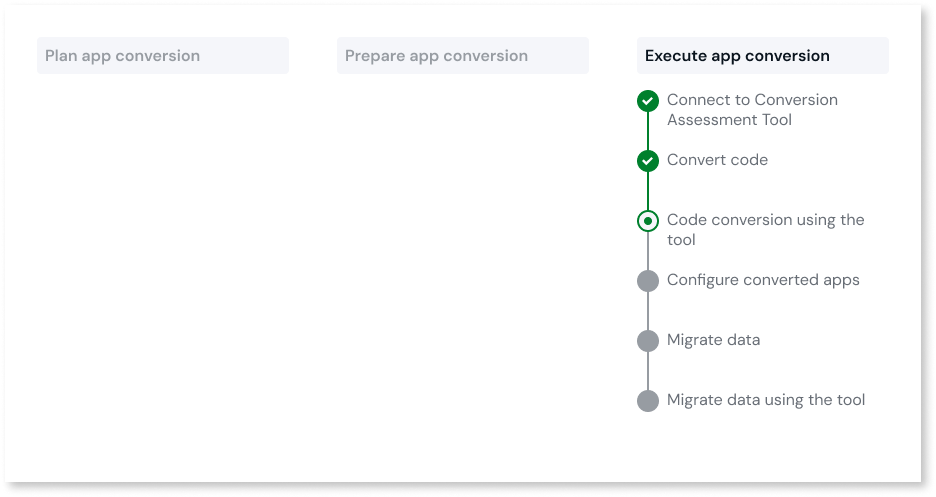 Plan app conversion
Prepare app conversion
Execute app conversion
Connect to Conversion
Assessment Tool
Convert code
Code conversion using the
tool
Configure converted apps
Migrate data
Migrate data using the tool